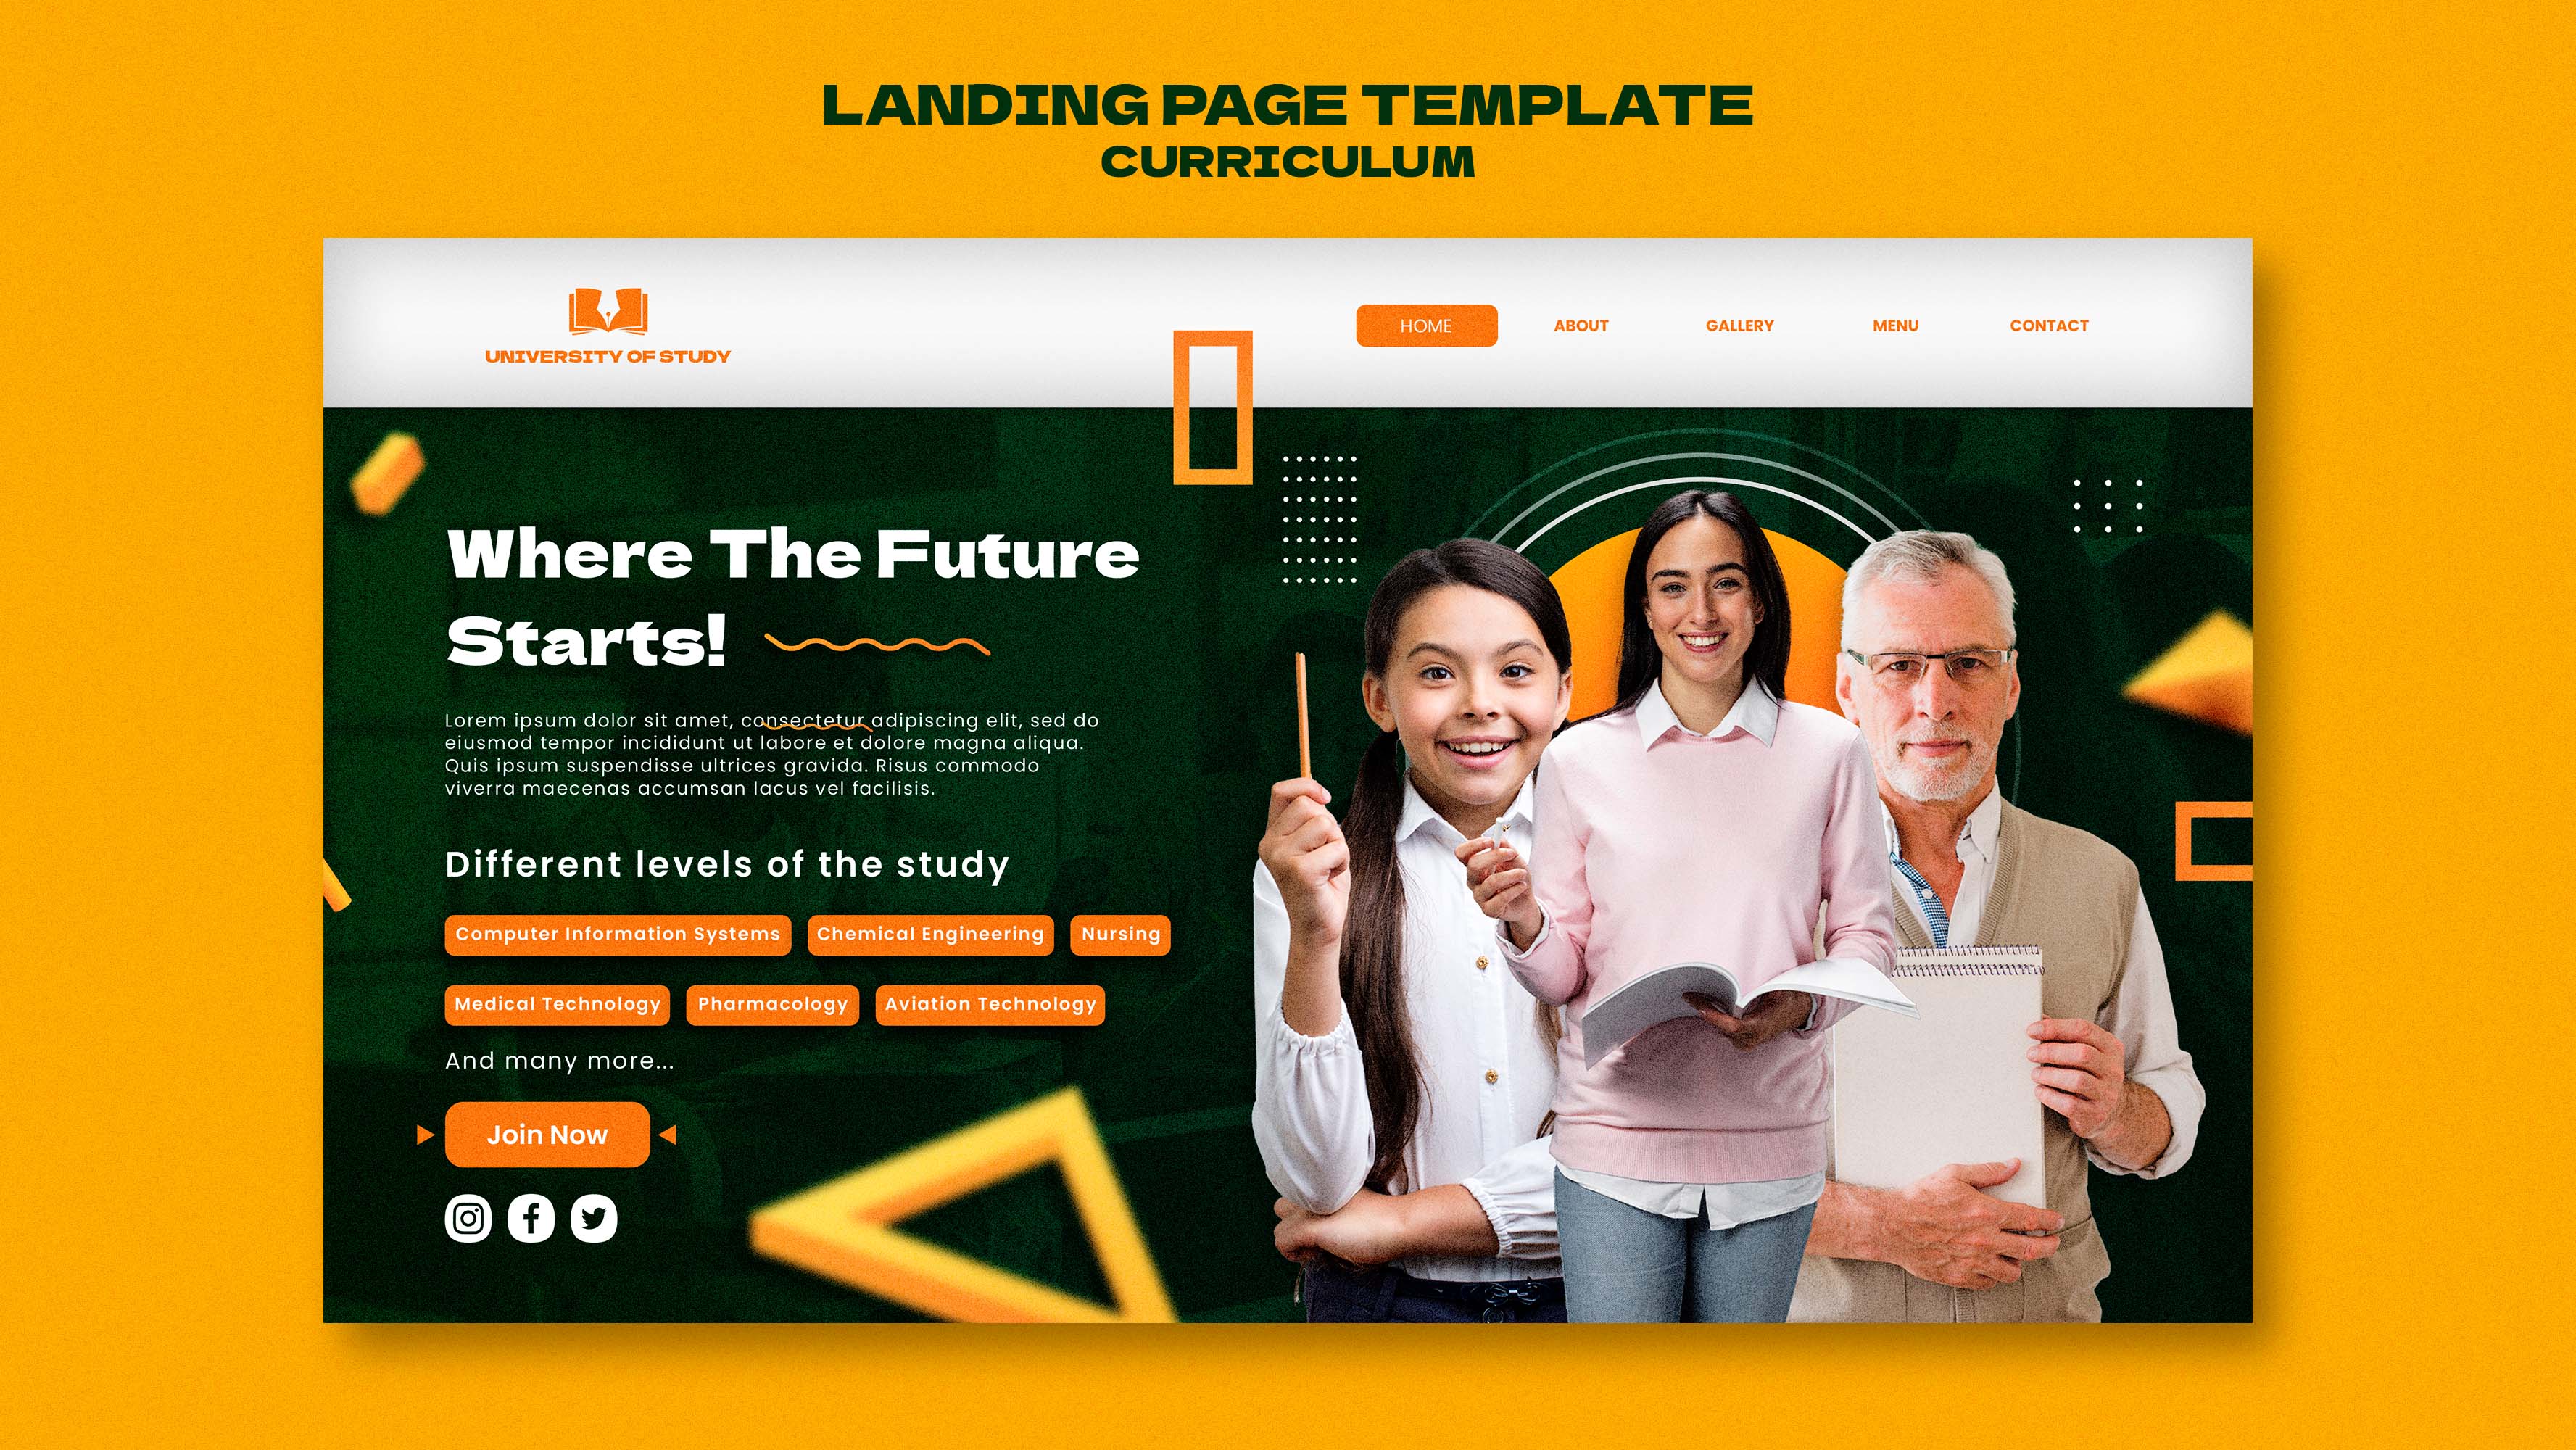 LANDING PAGE TEMPLATE
CURRICULUM
UNIVERSITY OF STUDY
HOME ABOUT GALLERY MENU CONTACT
Where The Future
Starts!
Lorem ipsum dolor sit amet, consectetur adipiscing elit, sed do
eiusmod tempor incididunt ut labore et dolore magna aliqua.
Quis ipsum suspendisse ultrices gravida. Risus commodo
viverra maecenas accumsan lacus vel facilisis.
Different levels of the study
Computer Information Systems Chemical Engineering Nursing
Medical Technology Pharmacology Aviation Technology
And many more...
Join Now